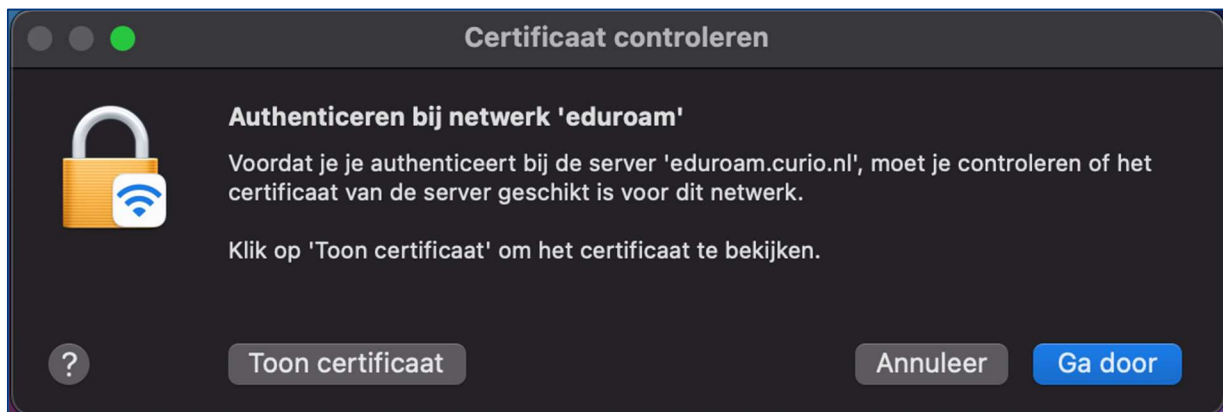 Certificaat controleren
Authenticeren bij netwerk 'eduroam'
Voordat je je authenticeert bij de server 'eduroam.curio.nl', moet je controleren of het
certificaat van de server geschikt is voor dit netwerk.
Klik op 'Toon certificaat' om het certificaat te bekijken.
? Toon certificaat Annuleer Ga door